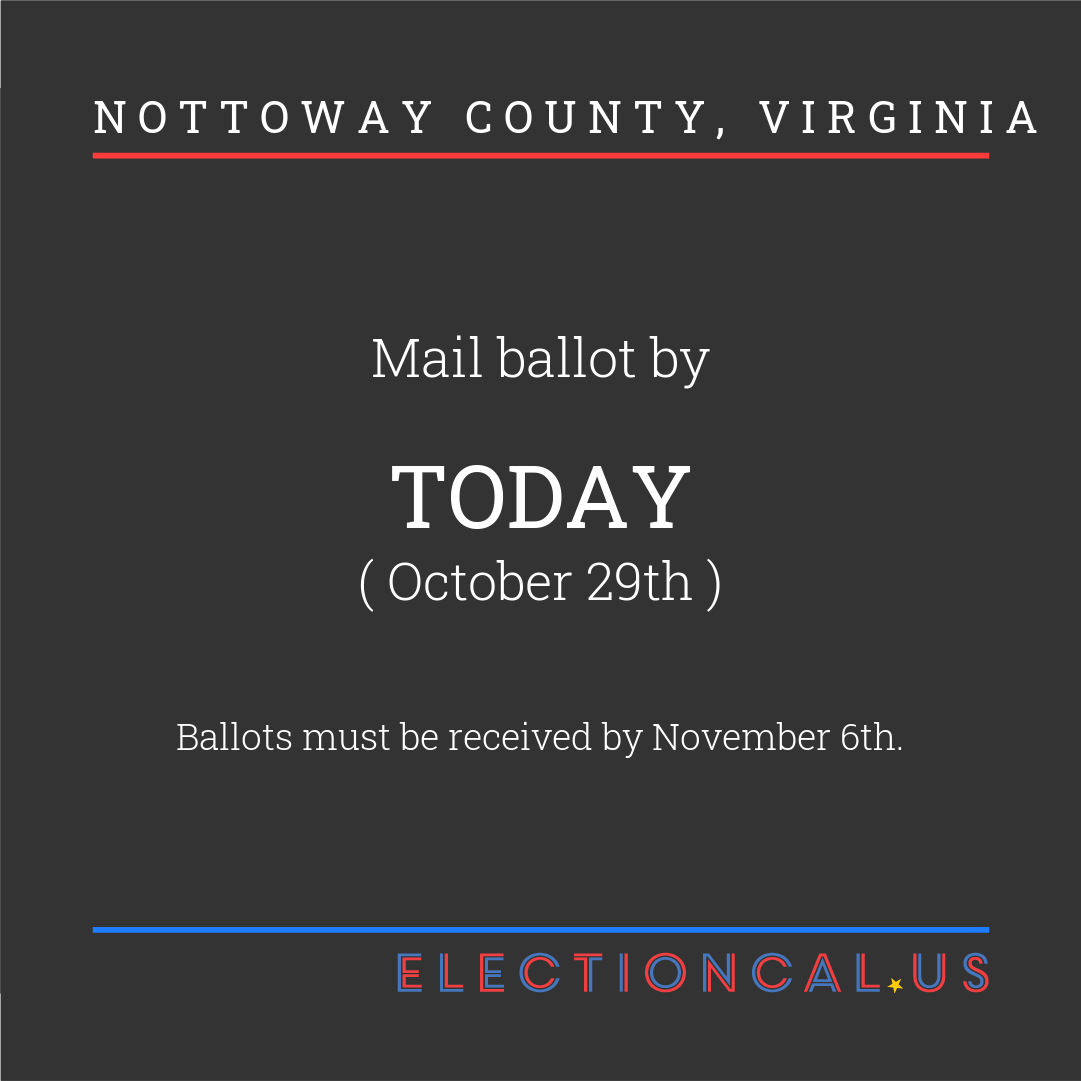 NOTTOWAY COUNTY, VIRGINIA
Mail ballot by
TODAY
( October 29th )
Ballots must be received by November 6th.
ELECTIONCAL.US